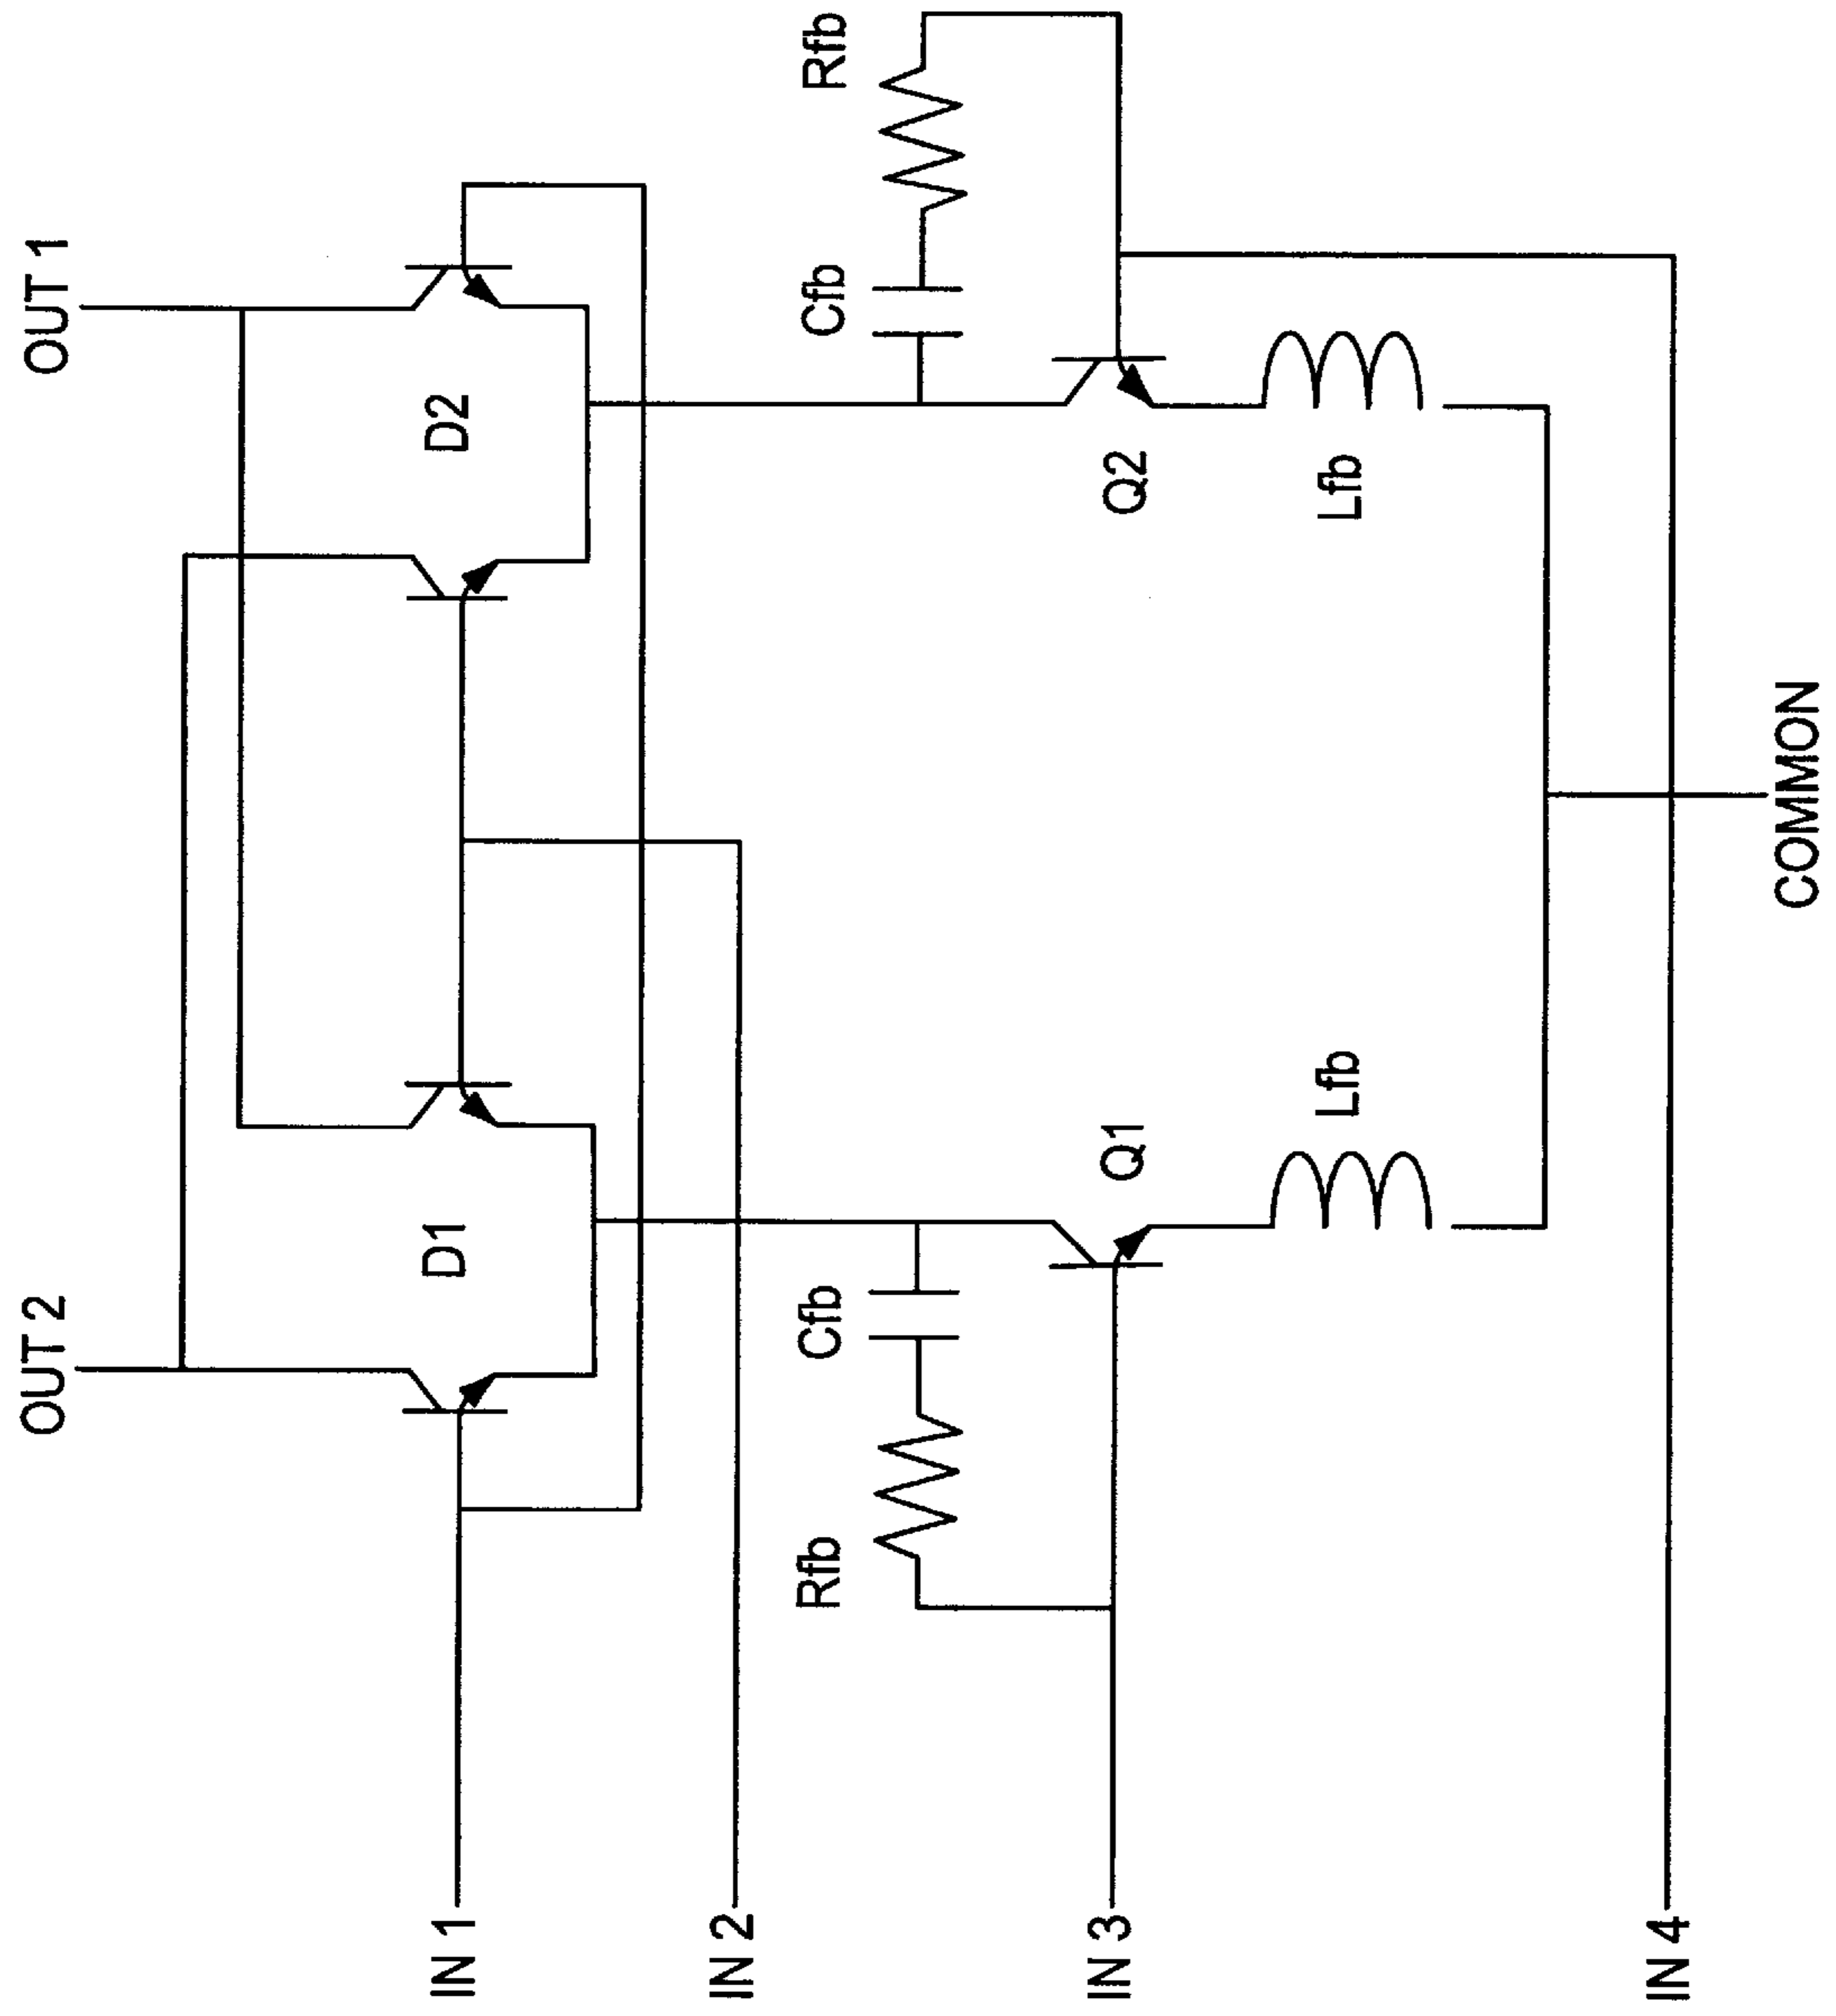 OUT 2
OUT 1
D1
D2
IN 1
IN 2
Rfb
Cfb
Cfb
Rfb
IN 3
Q1
Q2
Lfb
Lfb
IN 4
COMMON